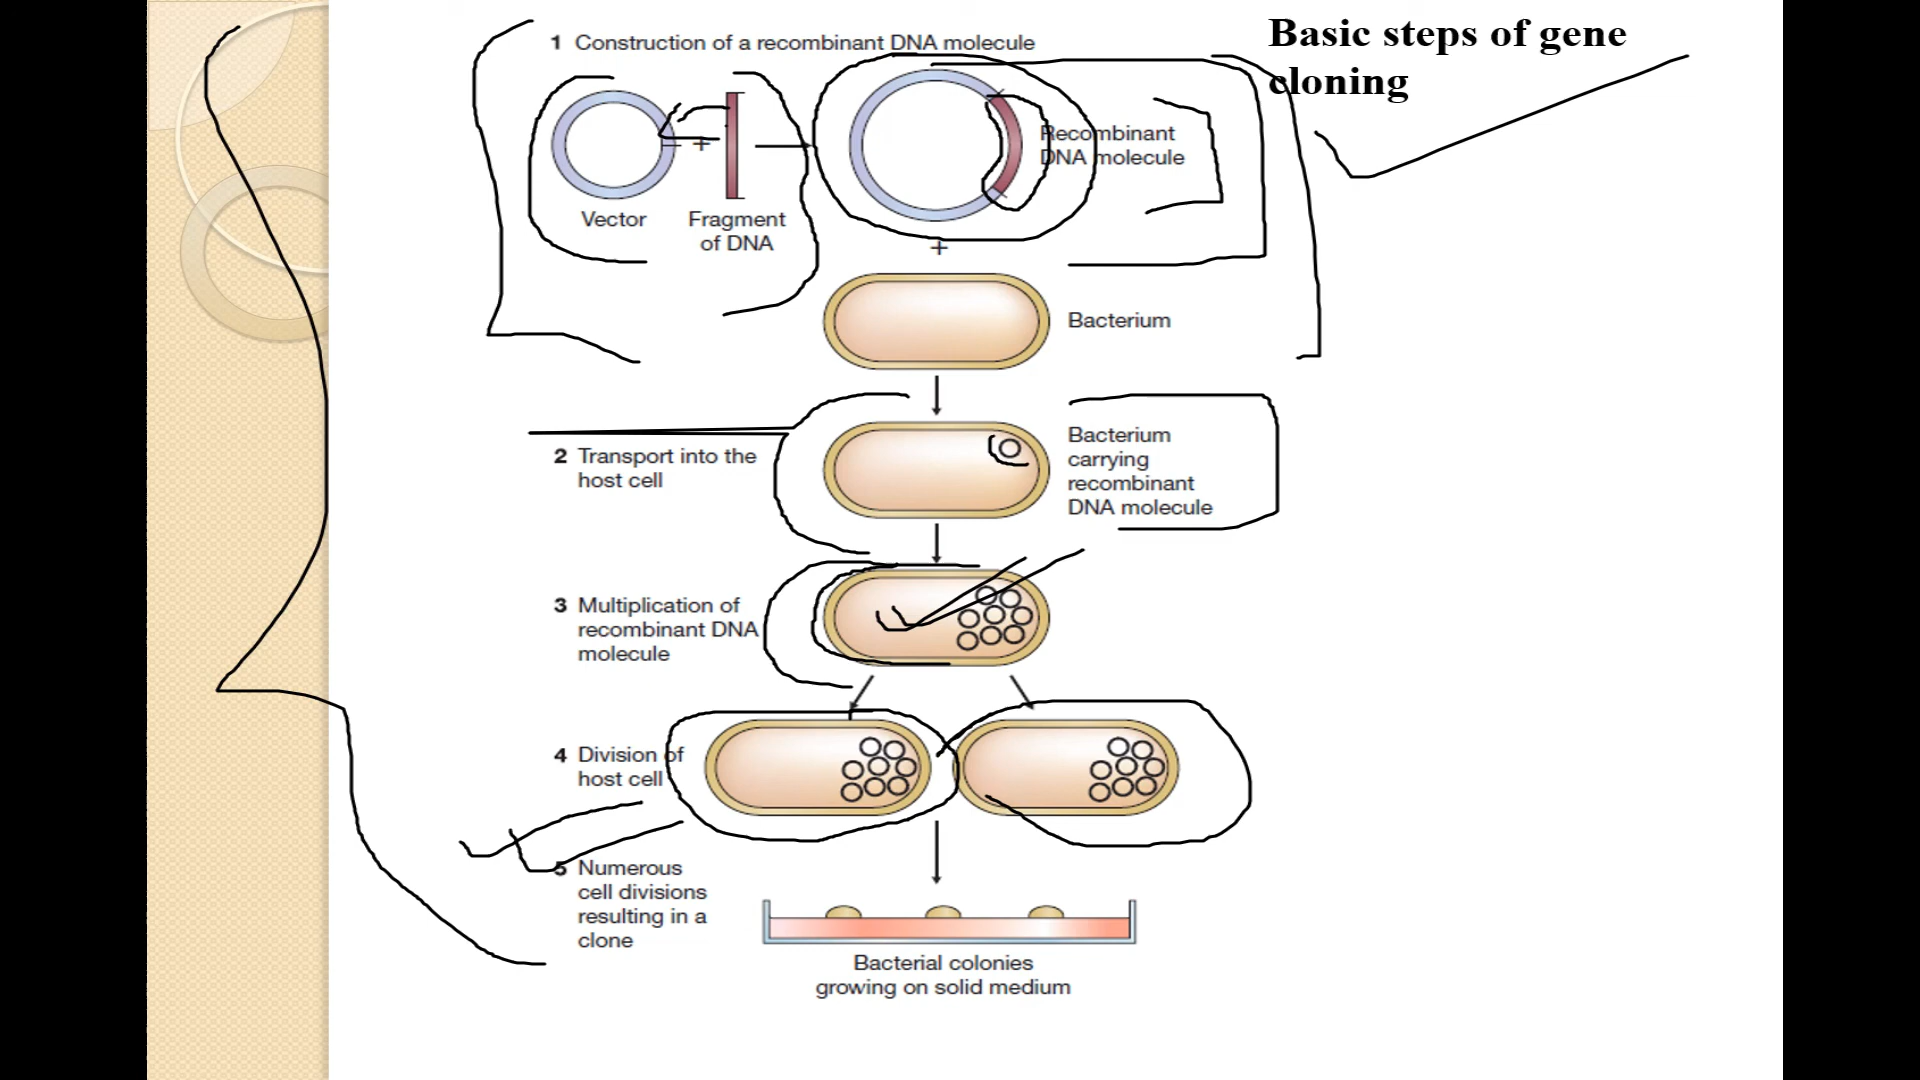 Basic steps of gene
cloning
1 Construction of a recombinant DNA molecule
+
Recombinant
DNA molecule
Vector
Fragment
of DNA
+
Bacterium
2 Transport into the
host cell
Bacterium
carrying
recombinant
DNA molecule
3 Multiplication of
recombinant DNA
molecule
4 Division of
host cell
5 Numerous
cell divisions
resulting in a
clone
Bacterial colonies
growing on solid medium